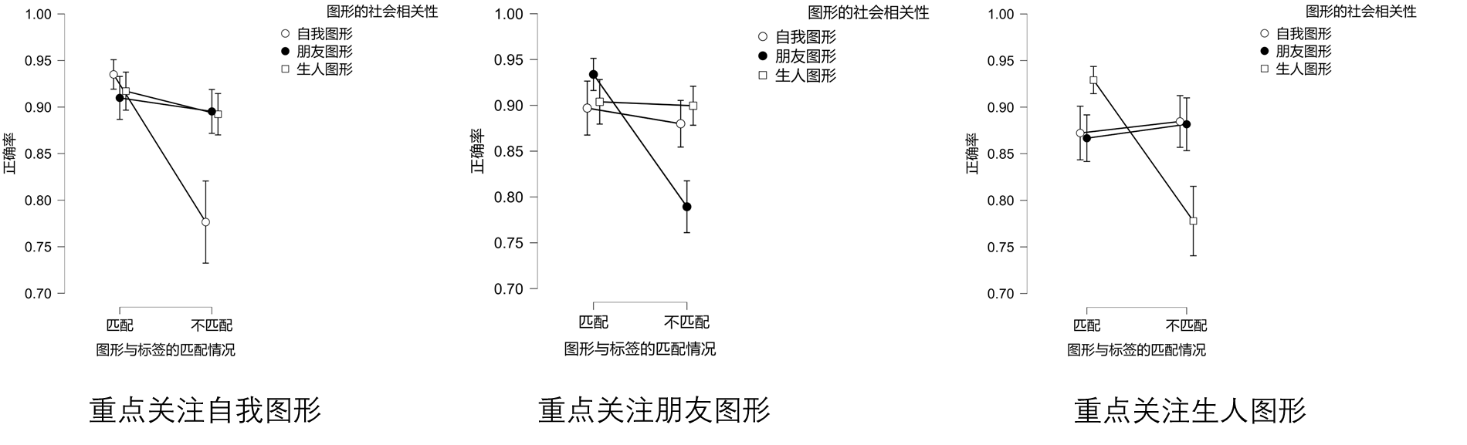 图形的社会相关性
自我图形
朋友图形
生人图形
1.00
0.95
0.90
0.85
0.80
0.75
0.70
正确率
匹配
不匹配
图形与标签的匹配情况
重点关注自我图形
图形的社会相关性
自我图形
朋友图形
生人图形
1.00
0.95
0.90
0.85
0.80
0.75
0.70
正确率
匹配
不匹配
图形与标签的匹配情况
重点关注朋友图形
图形的社会相关性
自我图形
朋友图形
生人图形
1.00
0.95
0.90
0.85
0.80
0.75
0.70
正确率
匹配
不匹配
图形与标签的匹配情况
重点关注生人图形